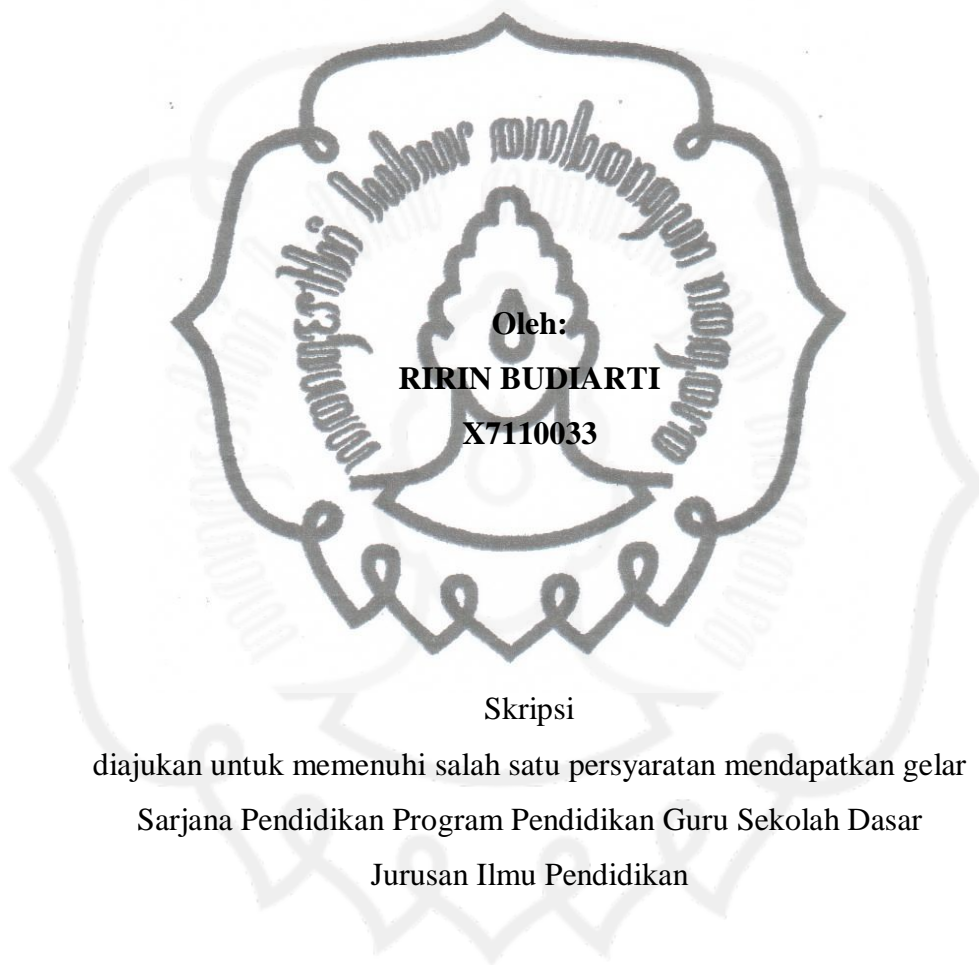 Oleh:
RIRIN BUDIARTI
X7110033
Skripsi
diajukan untuk memenuhi salah satu persyaratan mendapatkan gelar
Sarjana Pendidikan Program Pendidikan Guru Sekolah Dasar
Jurusan Ilmu Pendidikan